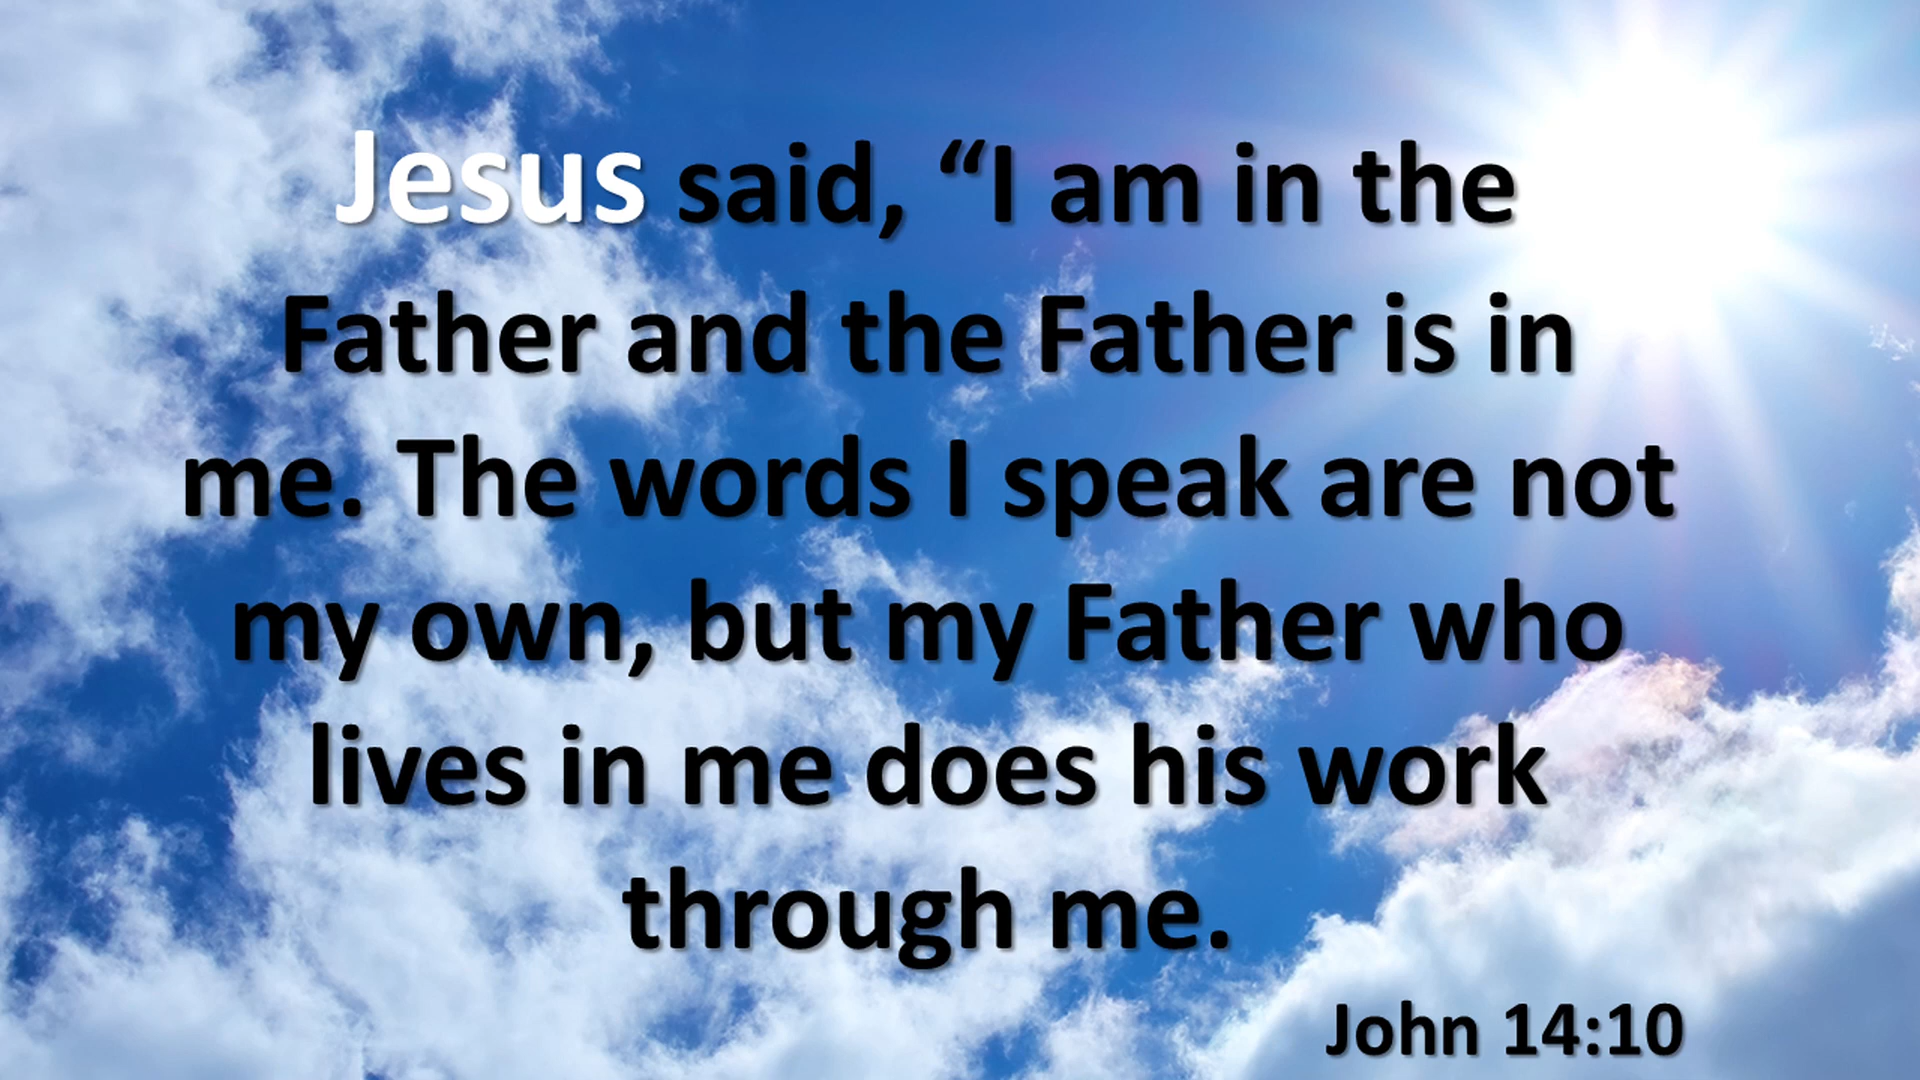 Jesus said, “I am in the
Father and the Father is in
me. The words I speak are not
my own, but my Father who
lives in me does his work
through me.
John 14:10